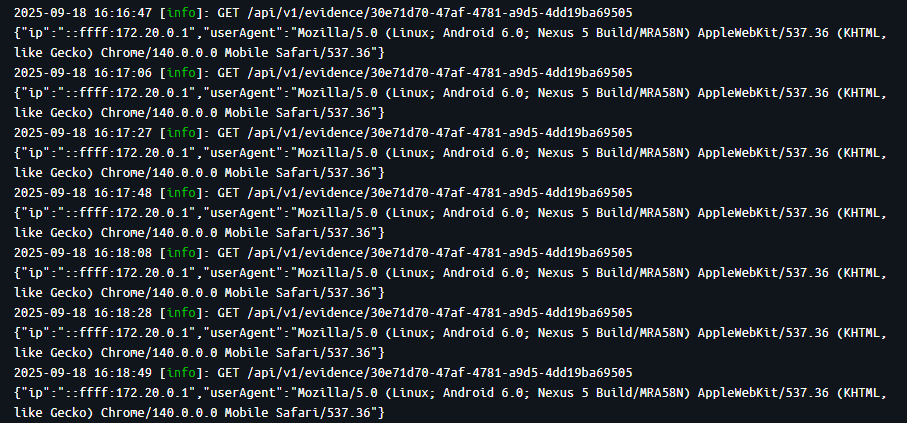 2025-09-18 16:16:47 [info]: GET /api/v1/evidence/30e71d70-47af-4781-a9d5-4dd19ba69505
{"ip":"::ffff:172.20.0.1","userAgent":"Mozilla/5.0 (Linux; Android 6.0; Nexus 5 Build/MRA58N) AppleWebKit/537.36 (KHTML,
like Gecko) Chrome/140.0.0.0 Mobile Safari/537.36"}
2025-09-18 16:17:06 [info]: GET /api/v1/evidence/30e71d70-47af-4781-a9d5-4dd19ba69505
{"ip":"::ffff:172.20.0.1","userAgent":"Mozilla/5.0 (Linux; Android 6.0; Nexus 5 Build/MRA58N) AppleWebKit/537.36 (KHTML,
like Gecko) Chrome/140.0.0.0 Mobile Safari/537.36"}
2025-09-18 16:17:27 [info]: GET /api/v1/evidence/30e71d70-47af-4781-a9d5-4dd19ba69505
{"ip":"::ffff:172.20.0.1","userAgent":"Mozilla/5.0 (Linux; Android 6.0; Nexus 5 Build/MRA58N) AppleWebKit/537.36 (KHTML,
like Gecko) Chrome/140.0.0.0 Mobile Safari/537.36"}
2025-09-18 16:17:48 [info]: GET /api/v1/evidence/30e71d70-47af-4781-a9d5-4dd19ba69505
{"ip":"::ffff:172.20.0.1","userAgent":"Mozilla/5.0 (Linux; Android 6.0; Nexus 5 Build/MRA58N) AppleWebKit/537.36 (KHTML,
like Gecko) Chrome/140.0.0.0 Mobile Safari/537.36"}
2025-09-18 16:18:08 [info]: GET /api/v1/evidence/30e71d70-47af-4781-a9d5-4dd19ba69505
{"ip":"::ffff:172.20.0.1","userAgent":"Mozilla/5.0 (Linux; Android 6.0; Nexus 5 Build/MRA58N) AppleWebKit/537.36 (KHTML,
like Gecko) Chrome/140.0.0.0 Mobile Safari/537.36"}
2025-09-18 16:18:28 [info]: GET /api/v1/evidence/30e71d70-47af-4781-a9d5-4dd19ba69505
{"ip":"::ffff:172.20.0.1","userAgent":"Mozilla/5.0 (Linux; Android 6.0; Nexus 5 Build/MRA58N) AppleWebKit/537.36 (KHTML,
like Gecko) Chrome/140.0.0.0 Mobile Safari/537.36"}
2025-09-18 16:18:49 [info]: GET /api/v1/evidence/30e71d70-47af-4781-a9d5-4dd19ba69505
{"ip":"::ffff:172.20.0.1","userAgent":"Mozilla/5.0 (Linux; Android 6.0; Nexus 5 Build/MRA58N) AppleWebKit/537.36 (KHTML,
like Gecko) Chrome/140.0.0.0 Mobile Safari/537.36"}